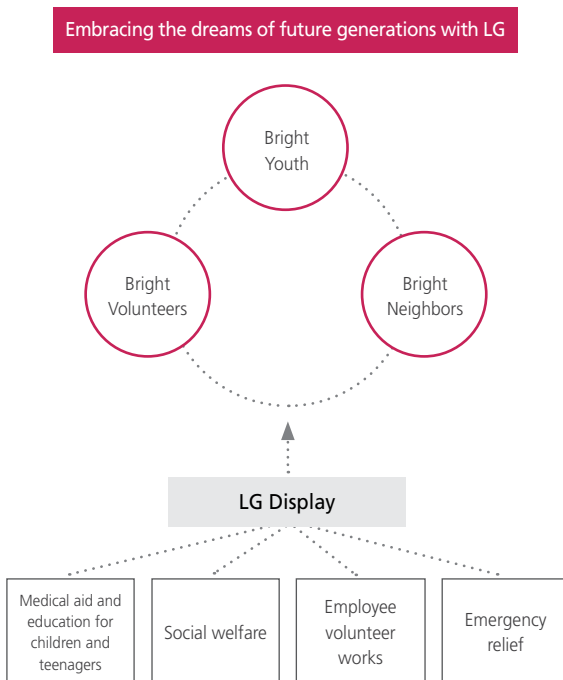 Embracing the dreams of future generations with LG
Bright
Youth
Bright
Volunteers
Bright
Neighbors
LG Display
Medical aid and
education for
children and
teenagers
Social welfare
Employee
volunteer
works
Emergency
relief